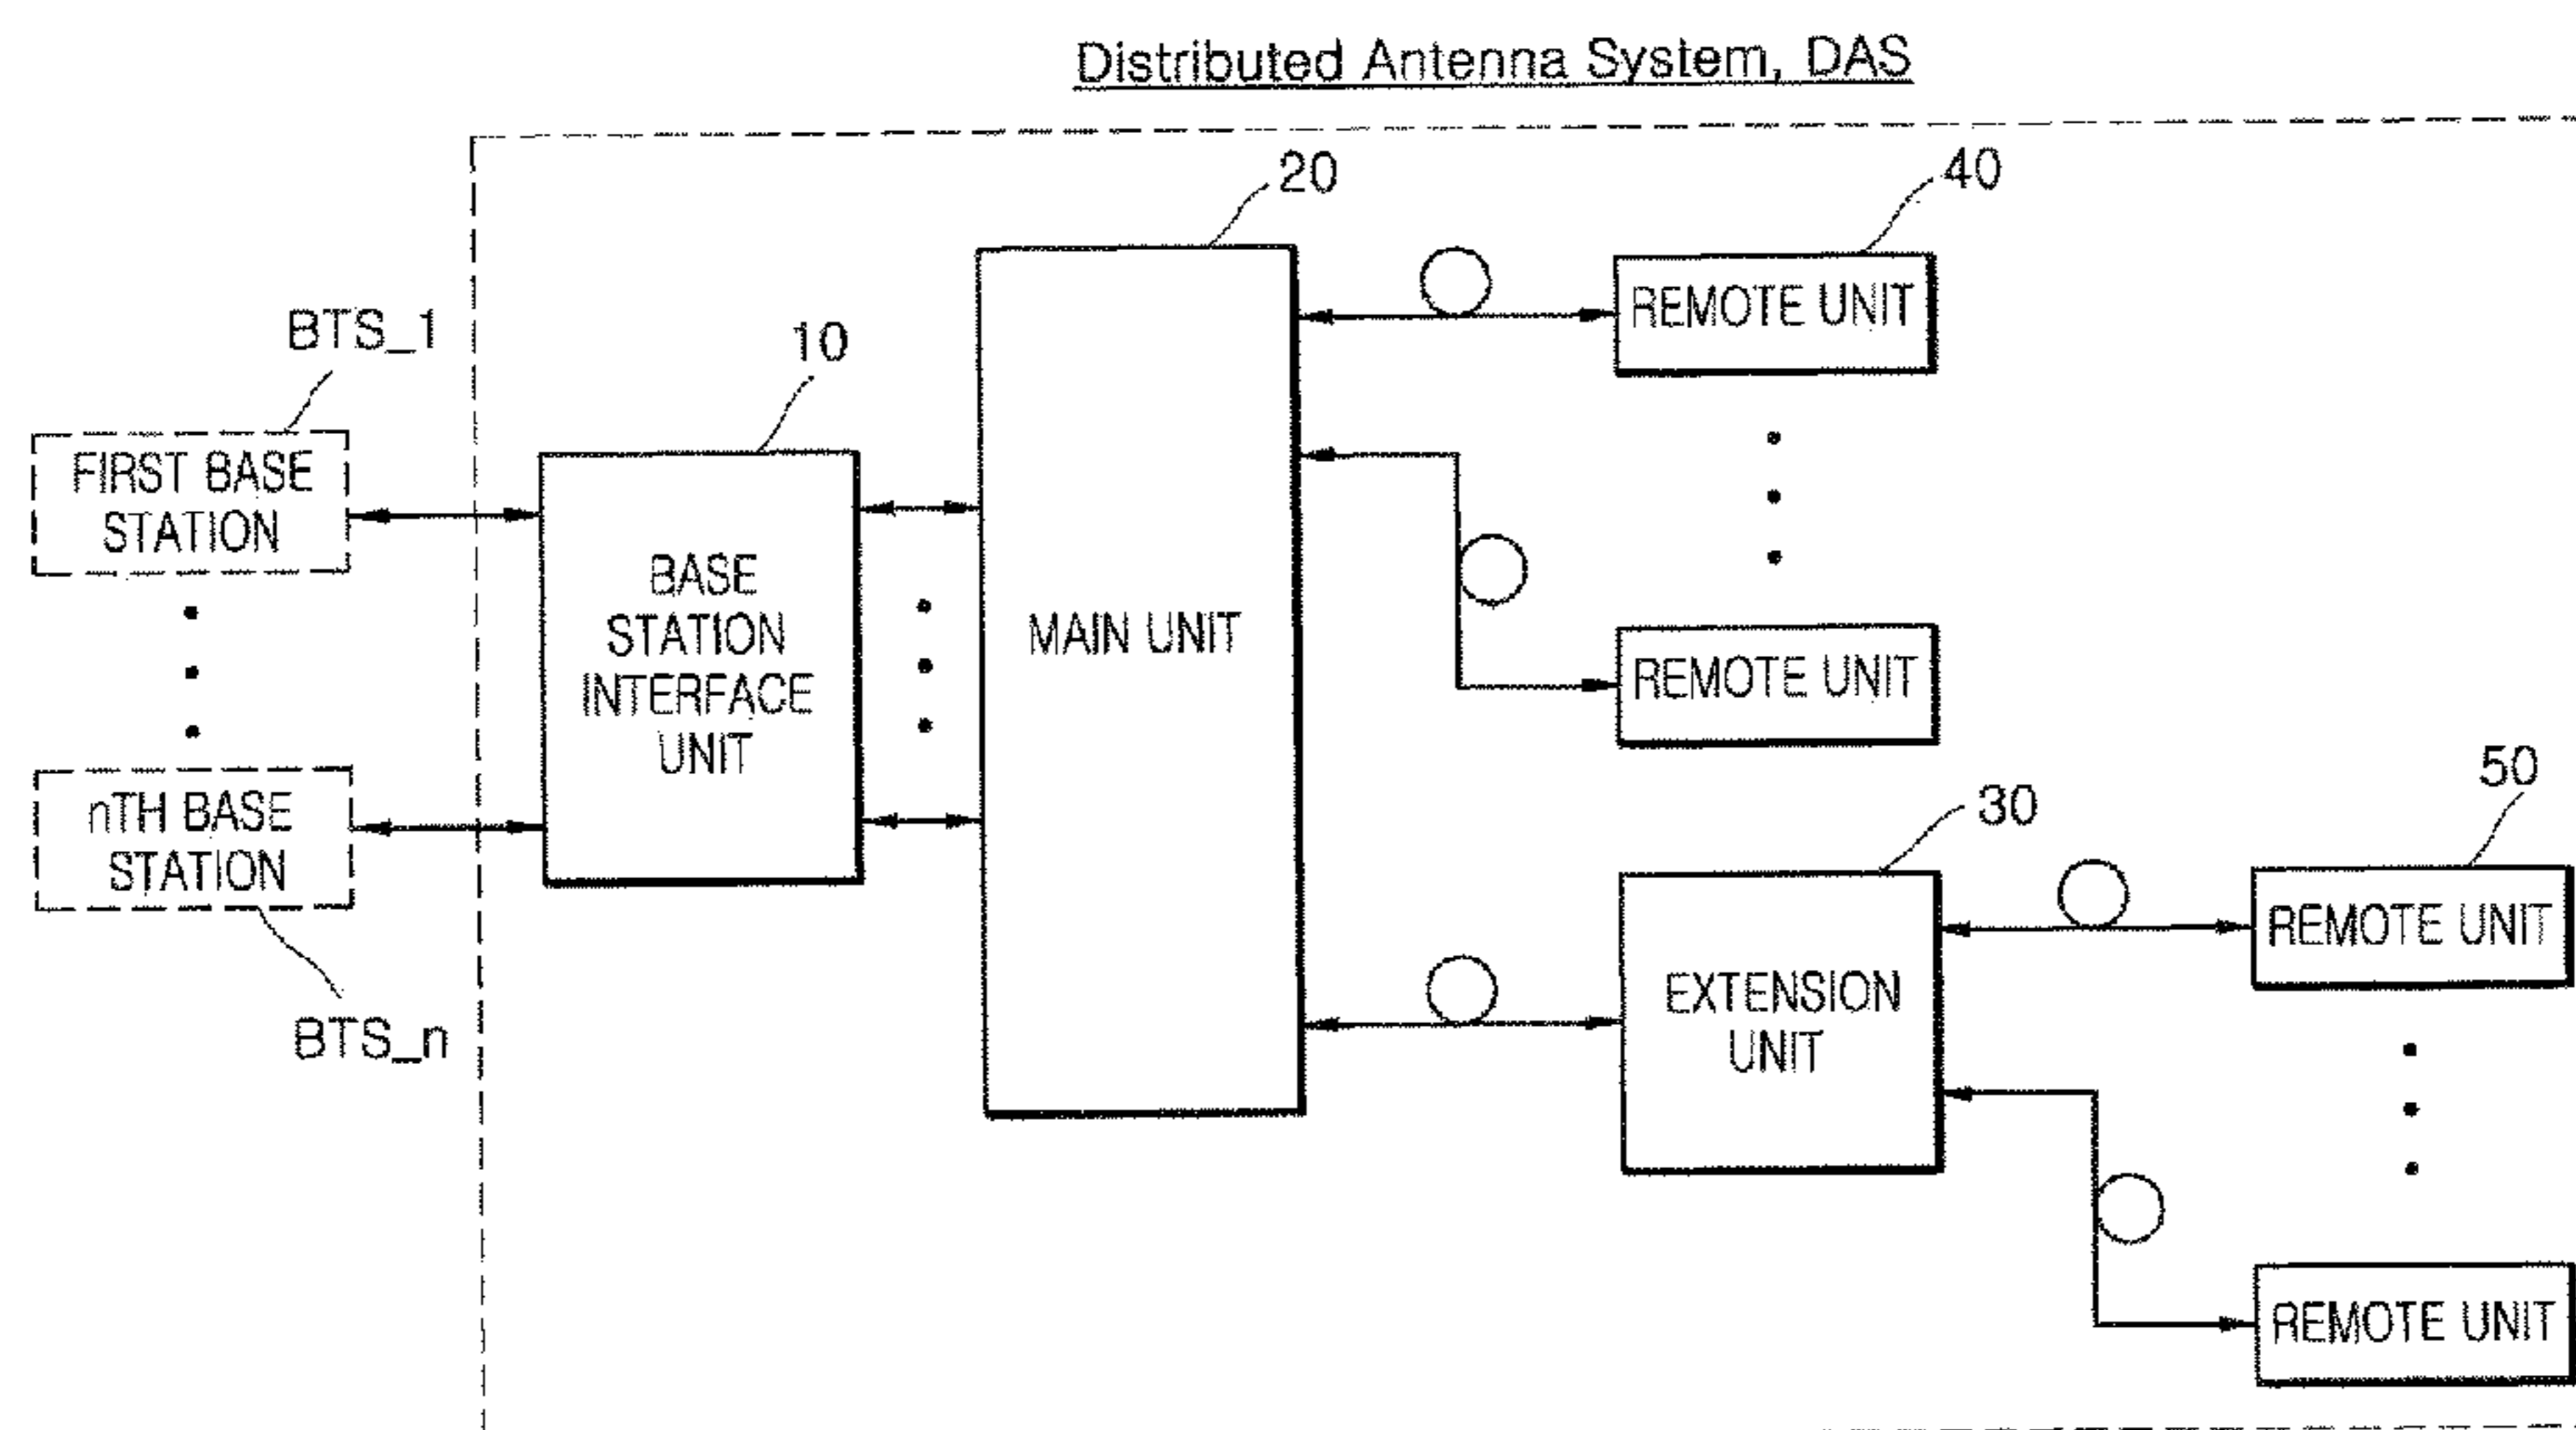 Distributed Antenna System, DAS
20
40
REMOTE UNIT
BTS_1
10
FIRST BASE
STATION
BASE
STATION
INTERFACE
UNIT
MAIN UNIT
REMOTE UNIT
nTH BASE
STATION
BTS_n
30
50
EXTENSION
UNIT
REMOTE UNIT
REMOTE UNIT